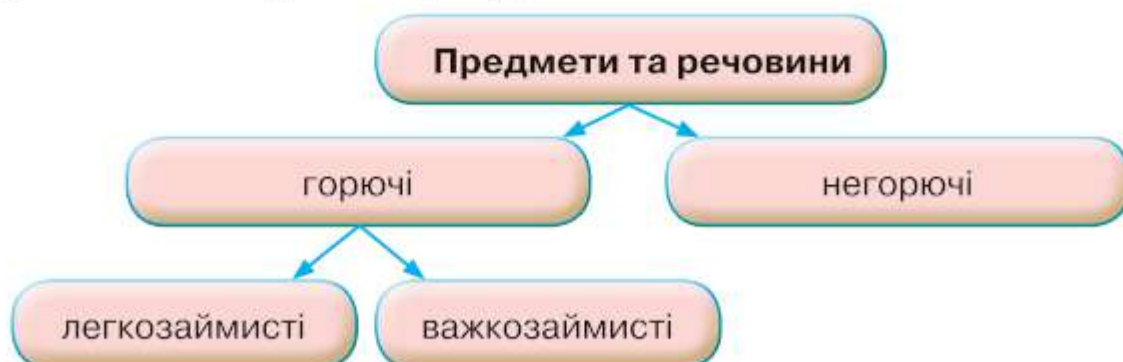 Предмети та речовини
горючі
негорючі
легкозаймисті
важкозаймисті